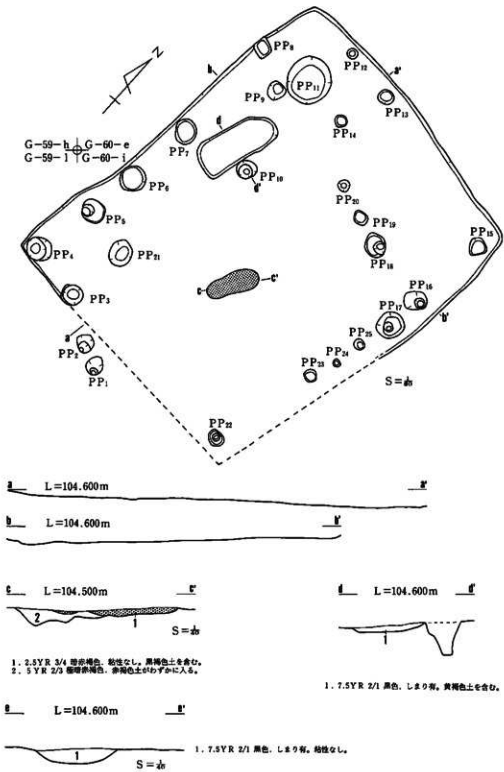 Z
G-59-h G-60-e
G-59-l G-60-i
PP8
PP12
PP9
PP11
PP13
PP14
PP7
PP10
PP6
PP20
PP5
PP19
PP4
PP21
PP18
PP15
PP3
PP16
PP17
PP2
PP25
PP1
PP24
PP23
PP22
a
a'
b
b'
c
c'
d
d'
a L=104.600m a'
b L=104.600m b'
c L=104.500m c'
2
1
1. 2.5YR 3/4 暗赤褐色、粘性なし。黒褐色土を含む。
2. 5YR 2/3 極暗赤褐色、赤褐色土がわずかに入る。
d L=104.600m d'
1
1. 7.5YR 2/1 黒色、しまり有。黄褐色土を含む。
e L=104.600m e'
1
1. 7.5YR 2/1 黒色、しまり有。粘性なし。